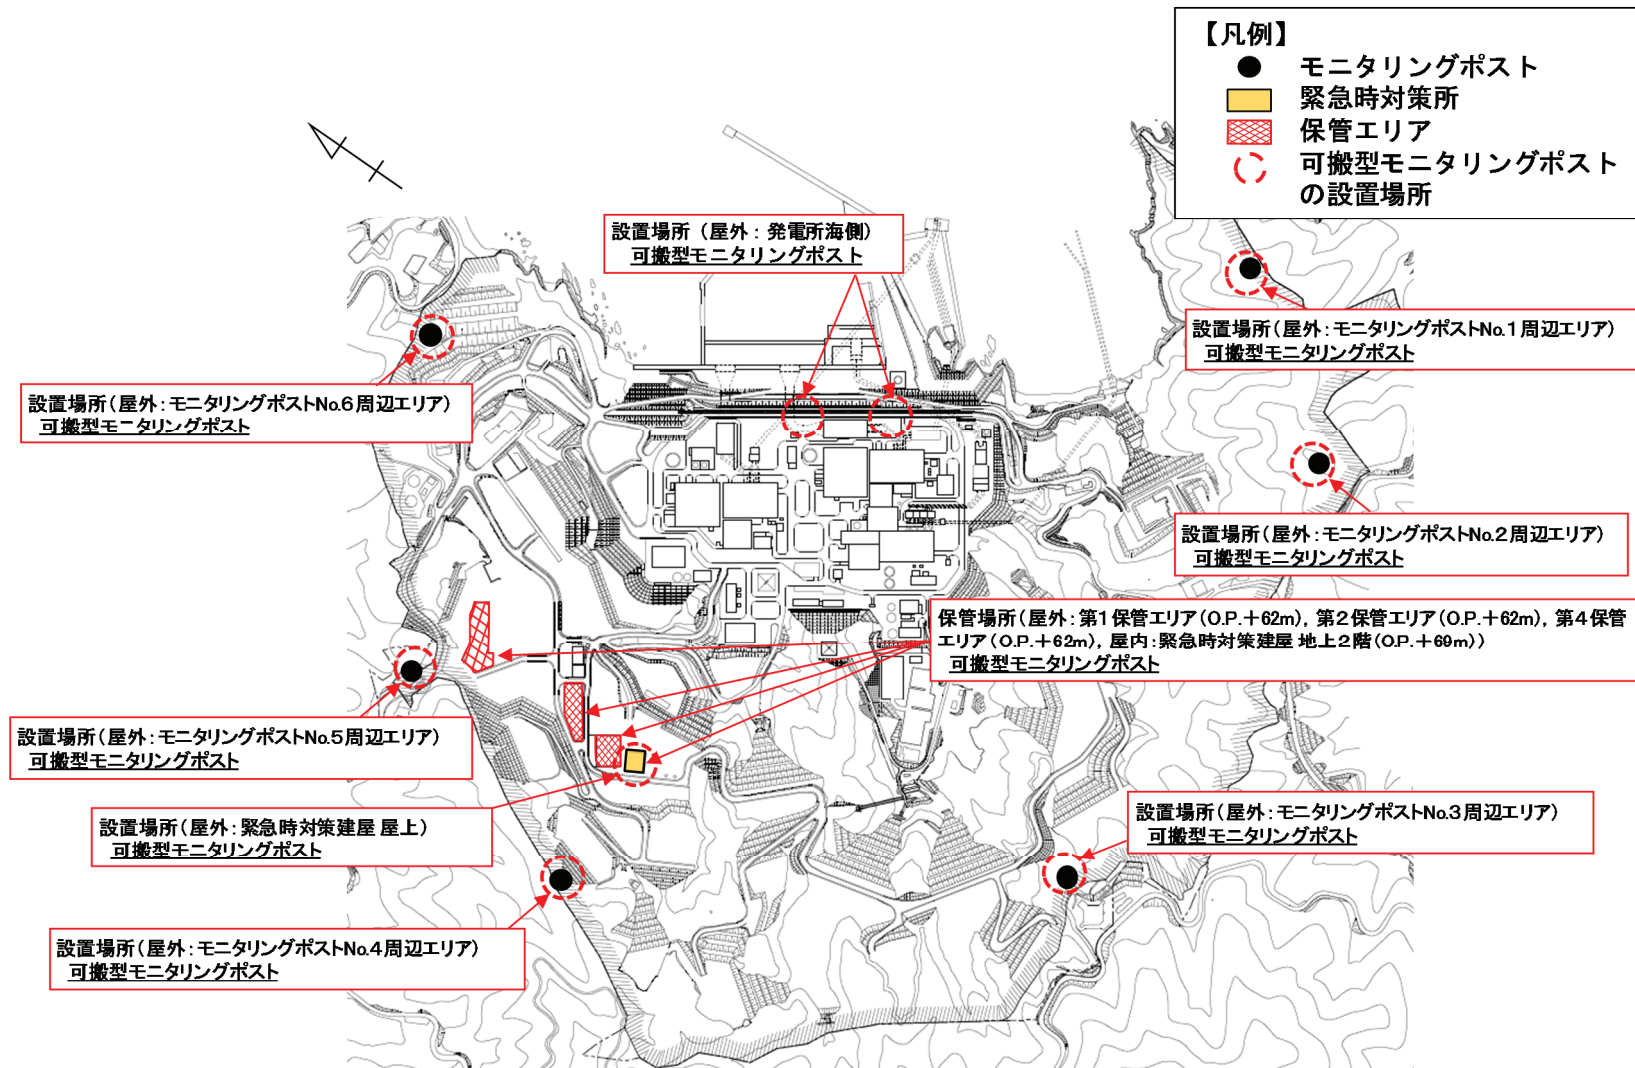 【凡例】
モニタリングポスト
緊急時対策所
保管エリア
可搬型モニタリングポスト
の設置場所
設置場所（屋外：発電所海側）
可搬型モニタリングポスト
設置場所（屋外：モニタリングポストNo.1周辺エリア）
可搬型モニタリングポスト
設置場所（屋外：モニタリングポストNo.6周辺エリア）
可搬型モニタリングポスト
設置場所（屋外：モニタリングポストNo.2周辺エリア）
可搬型モニタリングポスト
保管場所（屋外：第1保管エリア（O.P.＋62m），第2保管エリア（O.P.＋62m），第4保管
エリア（O.P.＋62m），屋内：緊急時対策建屋 地上2階（O.P.＋69m））
可搬型モニタリングポスト
設置場所（屋外：モニタリングポストNo.5周辺エリア）
可搬型モニタリングポスト
設置場所（屋外：緊急時対策建屋 屋上）
可搬型モニタリングポスト
設置場所（屋外：モニタリングポストNo.3周辺エリア）
可搬型モニタリングポスト
設置場所（屋外：モニタリングポストNo.4周辺エリア）
可搬型モニタリングポスト